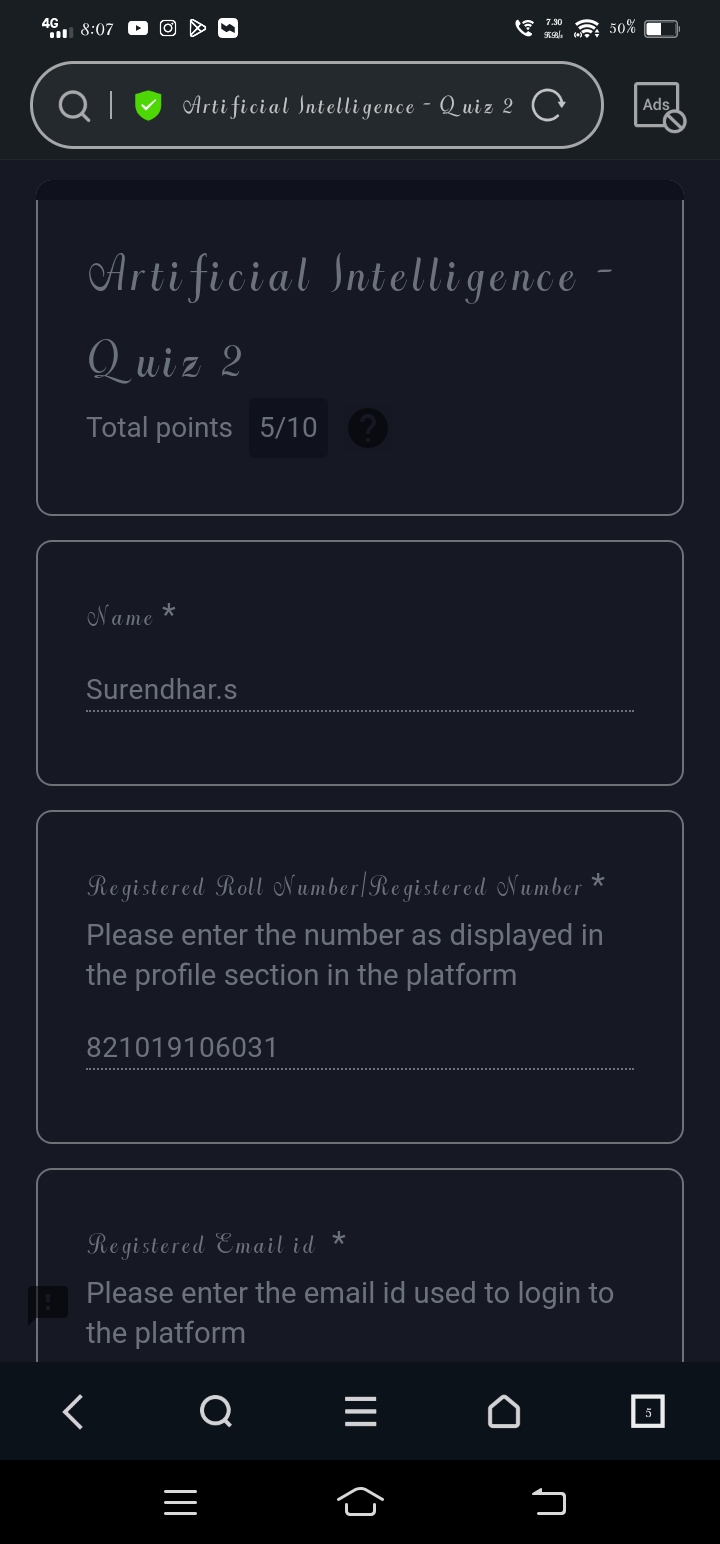 4G 8:07 7.30 KB/s 50%
Artificial Intelligence - Quiz 2 Ads
Artificial Intelligence -
Quiz 2
Total points 5/10 ?
Name *
Surendhar.s
Registered Roll Number/Registered Number *
Please enter the number as displayed in
the profile section in the platform
821019106031
Registered Email id *
Please enter the email id used to login to
the platform
5